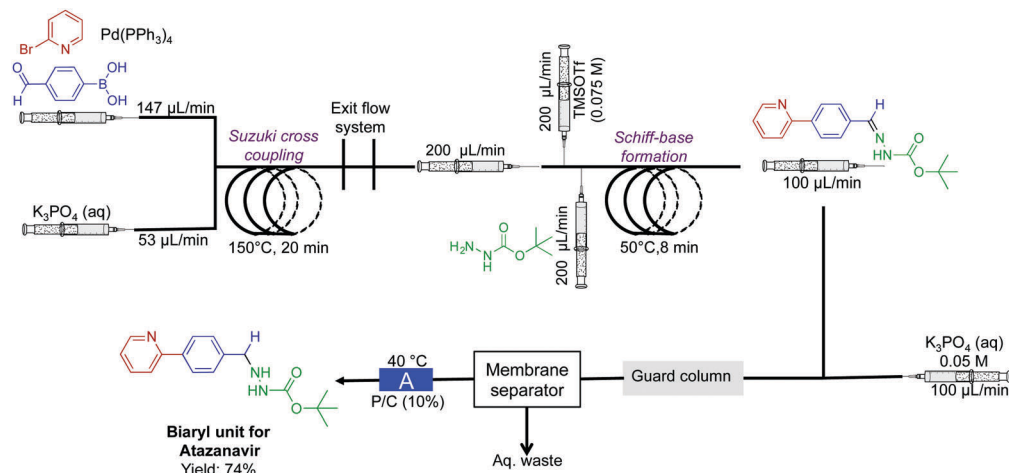 Br
N
Pd(PPh3)4
O
H
B
OH
OH
147 µL/min
K3PO4 (aq)
53 µL/min
Suzuki cross
coupling
150°C, 20 min
Exit flow
system
200 µL/min
200 µL/min
TMSOTf
(0.075 M)
H2N
N
H
O
O
200 µL/min
Schiff-base
formation
50°C,8 min
N
H
N
NH
O
O
100 µL/min
K3PO4 (aq)
0.05 M
100 µL/min
Guard column
Membrane
separator
Aq. waste
40 °C
A
P/C (10%)
N
H
NH
HN
O
O
Biaryl unit for
Atazanavir
Yield: 74%